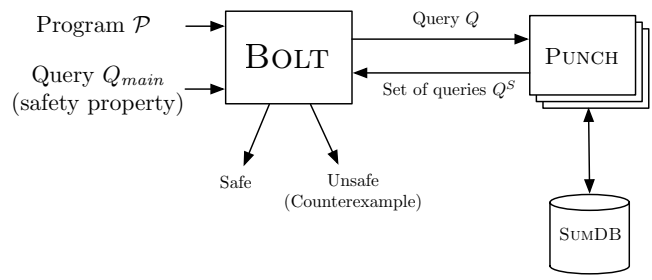 Program 𝒫
Query Q_main
(safety property)
BOLT
Query Q
Set of queries Q^S
PUNCH
Safe
Unsafe
(Counterexample)
SUMDB